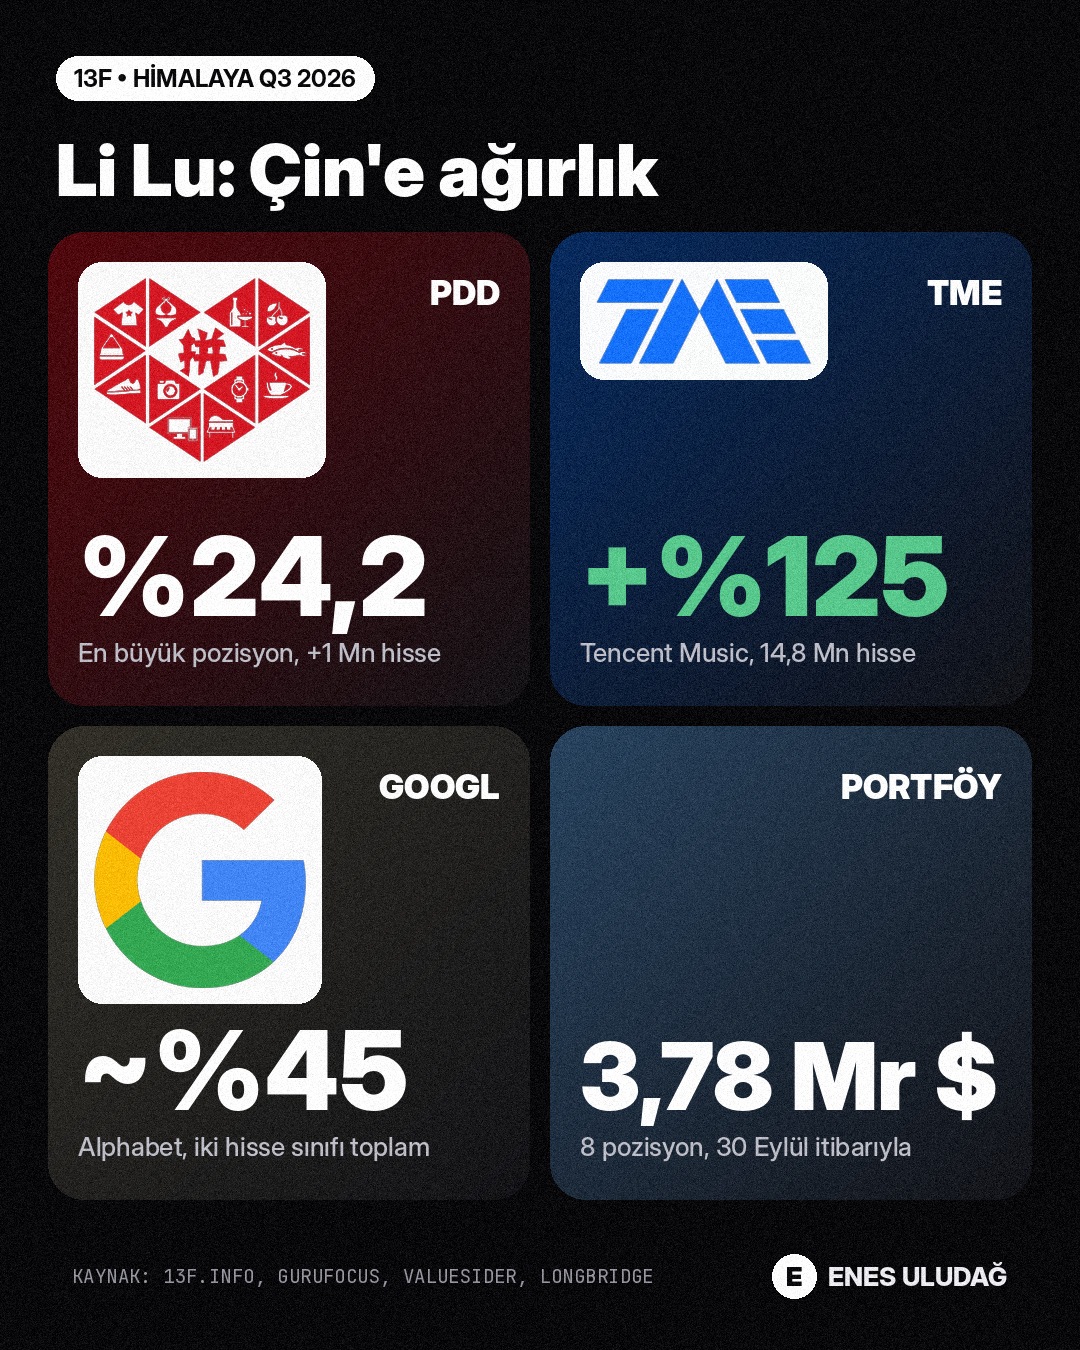 13F • HİMALAYA Q3 2026
Li Lu: Çin'e ağırlık
拼
PDD
%24,2
En büyük pozisyon, +1 Mn hisse
TME
TME
+%125
Tencent Music, 14,8 Mn hisse
G
GOOGL
~%45
Alphabet, iki hisse sınıfı toplam
PORTFÖY
3,78 Mr $
8 pozisyon, 30 Eylül itibarıyla
KAYNAK: 13F.INFO, GURUFOCUS, VALUESIDER, LONGBRIDGE
E ENES ULUDAĞ